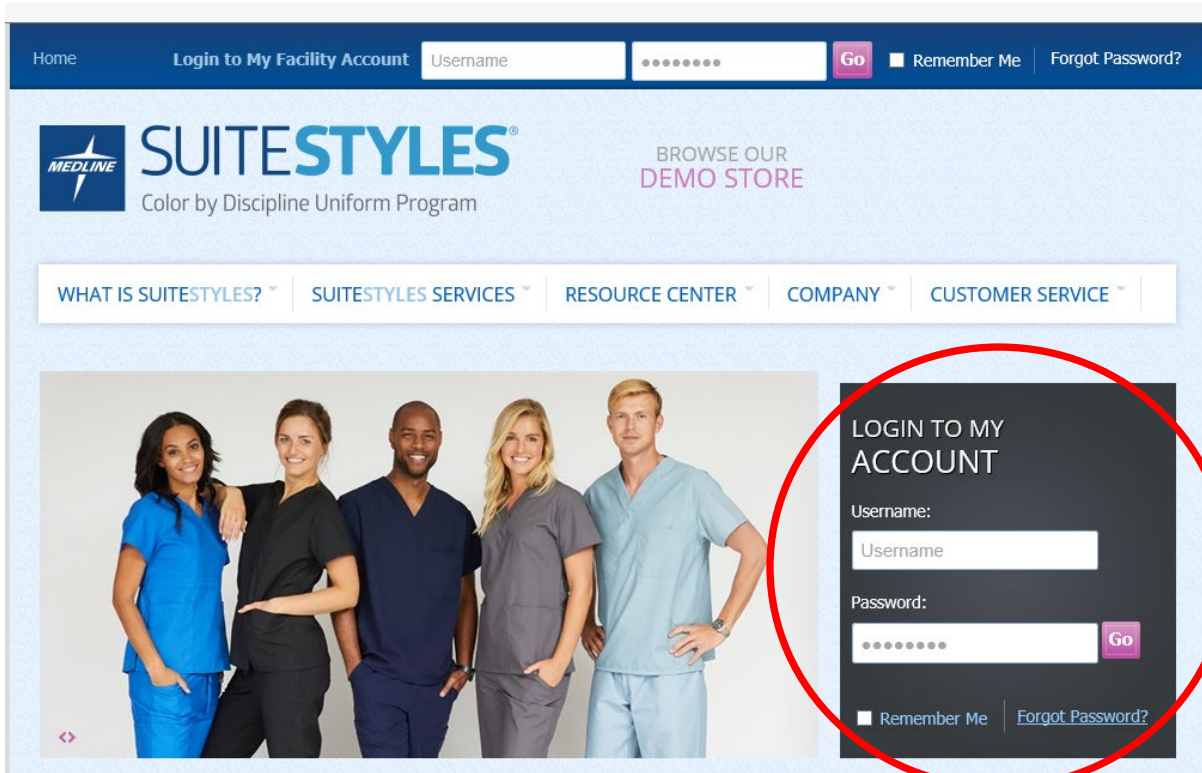 Home Login to My Facility Account Username •••••••• Go Remember Me Forgot Password?
MEDLINE
SUITESTYLES®
Color by Discipline Uniform Program
BROWSE OUR
DEMO STORE
WHAT IS SUITESTYLES? SUITESTYLES SERVICES RESOURCE CENTER COMPANY CUSTOMER SERVICE
LOGIN TO MY
ACCOUNT
Username:
Username
Password:
•••••••• Go
Remember Me Forgot Password?